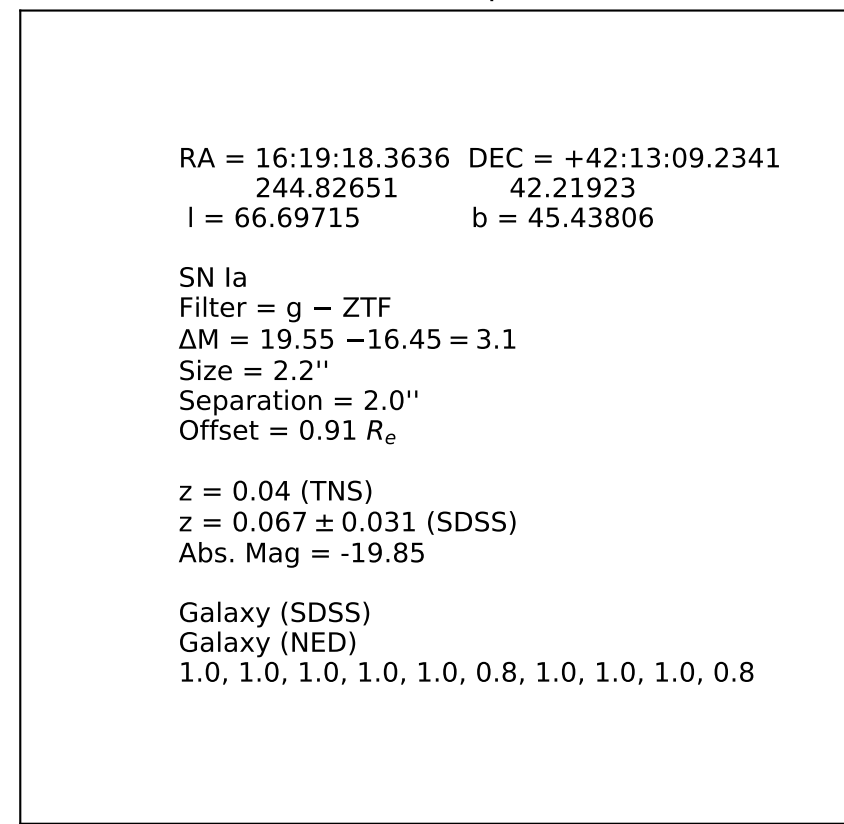 RA = 16:19:18.3636  DEC = +42:13:09.2341
244.82651 42.21923
l = 66.69715 b = 45.43806
SN Ia
Filter = g − ZTF
ΔM = 19.55 −16.45 = 3.1
Size = 2.2''
Separation = 2.0''
Offset = 0.91 Re
z = 0.04 (TNS)
z = 0.067 ± 0.031 (SDSS)
Abs. Mag = -19.85
Galaxy (SDSS)
Galaxy (NED)
1.0, 1.0, 1.0, 1.0, 1.0, 0.8, 1.0, 1.0, 1.0, 0.8